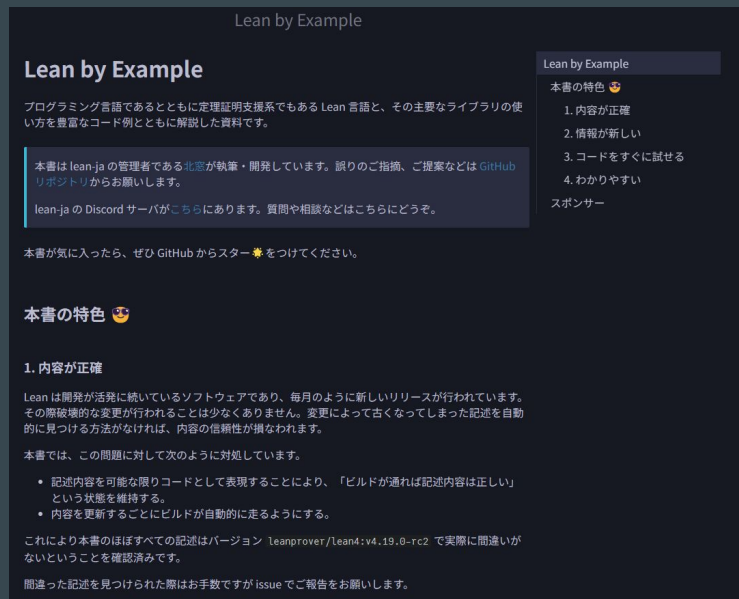 Lean by Example
Lean by Example
プログラミング言語であるとともに定理証明支援系でもある Lean 言語と、その主要なライブラリの使
い方を豊富なコード例とともに解説した資料です。
本書は lean-ja の管理者である北窓が執筆・開発しています。誤りのご指摘、ご提案などは GitHub
リポジトリからお願いします。
lean-ja の Discord サーバがこちらにあります。質問や相談などはこちらにどうぞ。
本書が気に入ったら、ぜひ GitHub からスター🌟をつけてください。
本書の特色 😎
1. 内容が正確
Lean は開発が活発に続いているソフトウェアであり、毎月のように新しいリリースが行われています。
その際破壊的な変更が行われることは少なくありません。変更によって古くなってしまった記述を自動
的に見つける方法がなければ、内容の信頼性が損なわれます。
本書では、この問題に対して次のように対処しています。
• 記述内容を可能な限りコードとして表現することにより、「ビルドが通れば記述内容は正しい」
という状態を維持する。
• 内容を更新するごとにビルドが自動的に走るようにする。
これにより本書のほぼすべての記述はバージョン leanprover/lean4:v4.19.0-rc2 で実際に間違いが
ないということを確認済みです。
間違った記述を見つけられた際はお手数ですが issue でご報告をお願いします。
Lean by Example
本書の特色 😎
1. 内容が正確
2. 情報が新しい
3. コードをすぐに試せる
4. わかりやすい
スポンサー